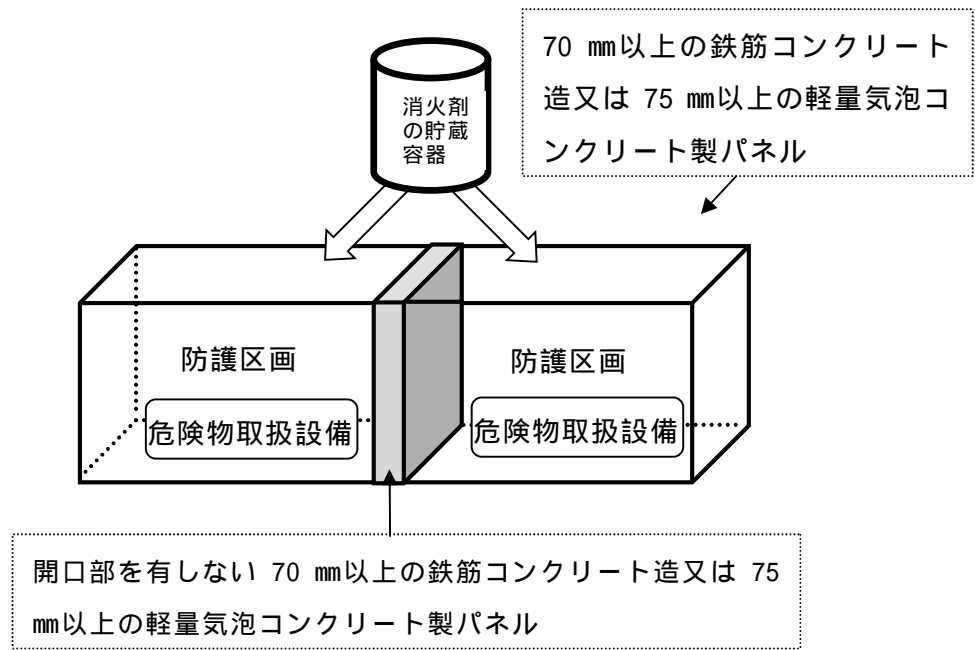 70 ㎜以上の鉄筋コンクリート
造又は 75 ㎜以上の軽量気泡コ
ンクリート製パネル
消火剤
の貯蔵
容器
防護区画
防護区画
危険物取扱設備
危険物取扱設備
開口部を有しない 70 ㎜以上の鉄筋コンクリート造又は 75
㎜以上の軽量気泡コンクリート製パネル